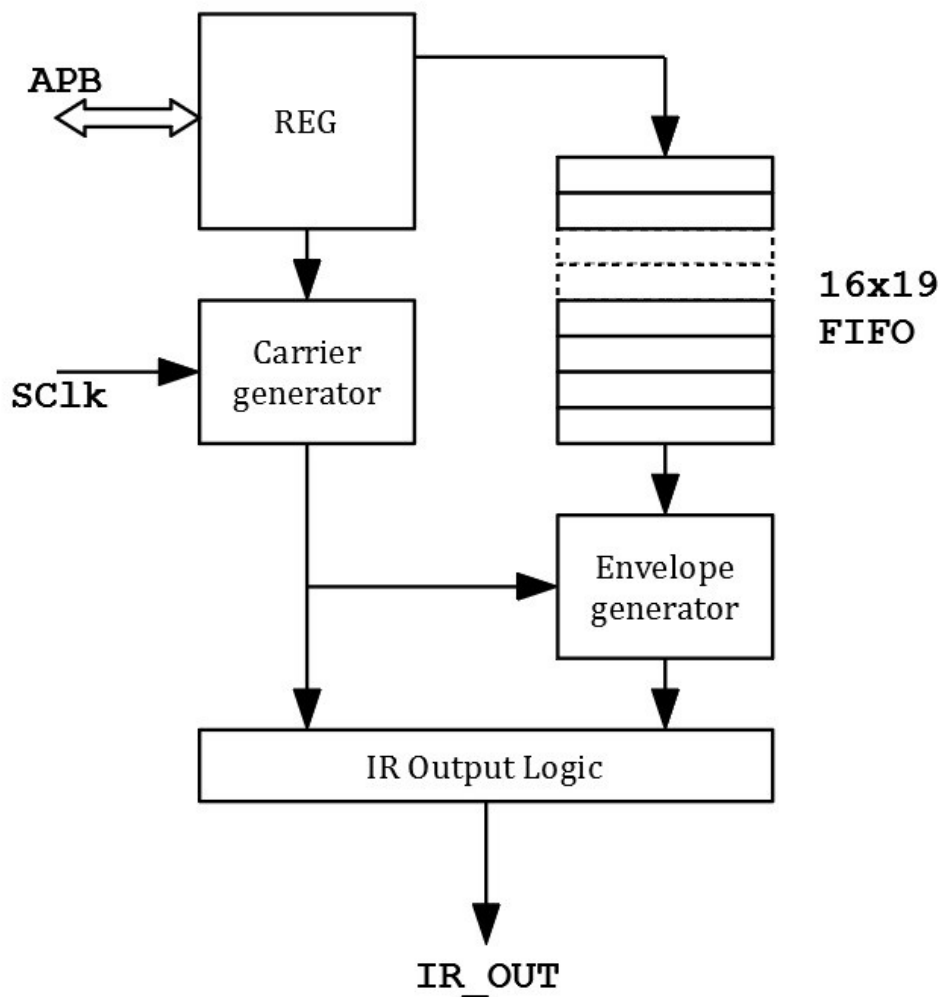 APB
REG
16x19
FIFO
Carrier
generator
SClk
Envelope
generator
IR Output Logic
IR_OUT